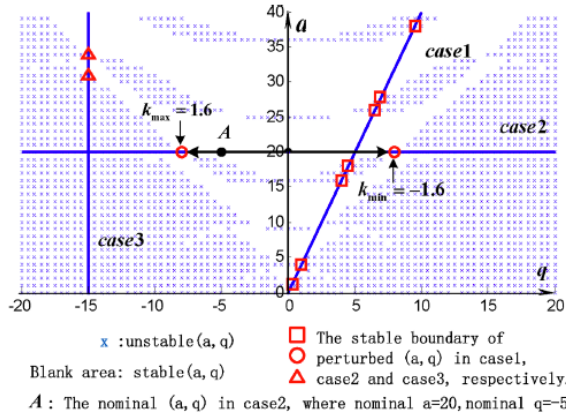 40
a
35
case1
30
k_max = 1.6
A
25
case2
20
15
k_min = −1.6
10
case3
5
q
0
-20 -15 -10 -5 0 5 10 15 20
x :unstable(a, q)
Blank area: stable(a, q)
The stable boundary of
perturbed (a, q) in case1,
case2 and case3, respectively.
A : The nominal (a, q) in case2, where nominal a=20, nominal q=-5